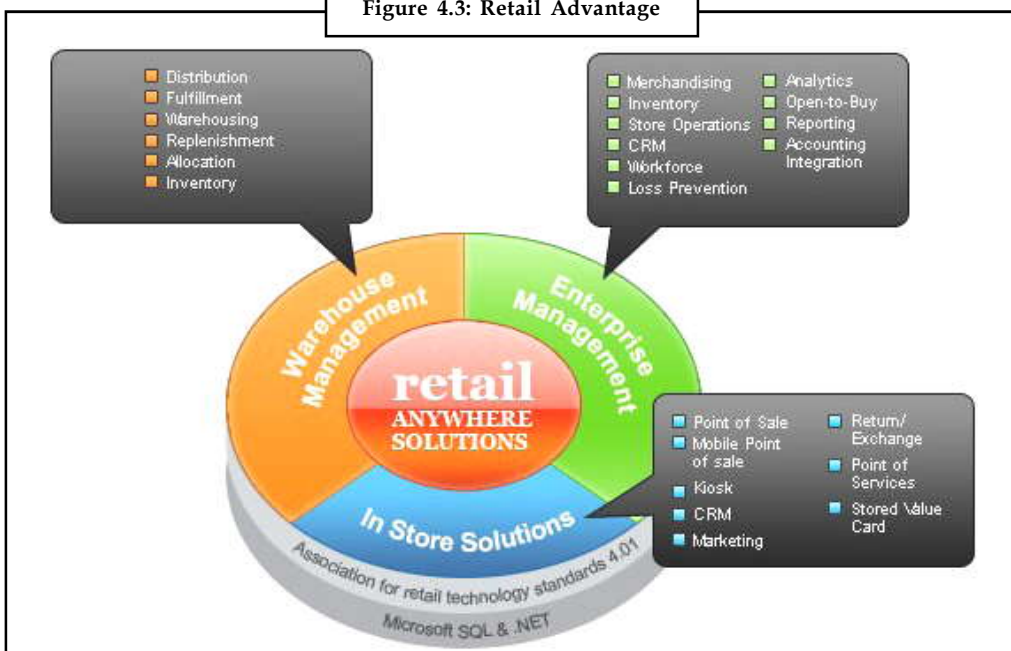 Figure 4.3: Retail Advantage
Distribution
Fulfillment
Warehousing
Replenishment
Allocation
Inventory
Merchandising
Inventory
Store Operations
CRM
Workforce
Loss Prevention
Analytics
Open-to-Buy
Reporting
Accounting
Integration
Warehouse
Management
Enterprise
Management
retail
ANYWHERE
SOLUTIONS
Point of Sale
Mobile Point
of sale
Kiosk
CRM
Marketing
Return/
Exchange
Point of
Services
Stored Value
Card
In Store Solutions
Association for retail technology standards 4.01
Microsoft SQL & .NET